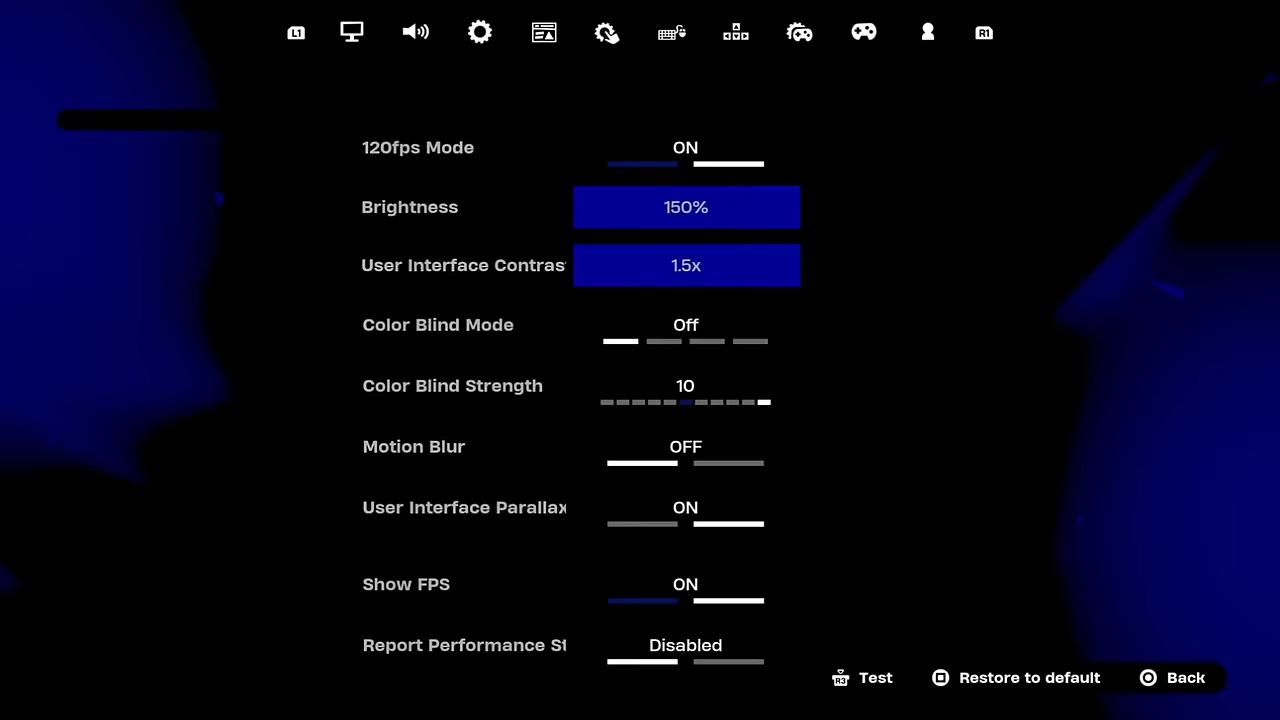 L1
R1
120fps Mode ON
Brightness 150%
User Interface Contras 1.5x
Color Blind Mode Off
Color Blind Strength 10
Motion Blur OFF
User Interface Parallax ON
Show FPS ON
Report Performance St Disabled
R3 Test Restore to default Back